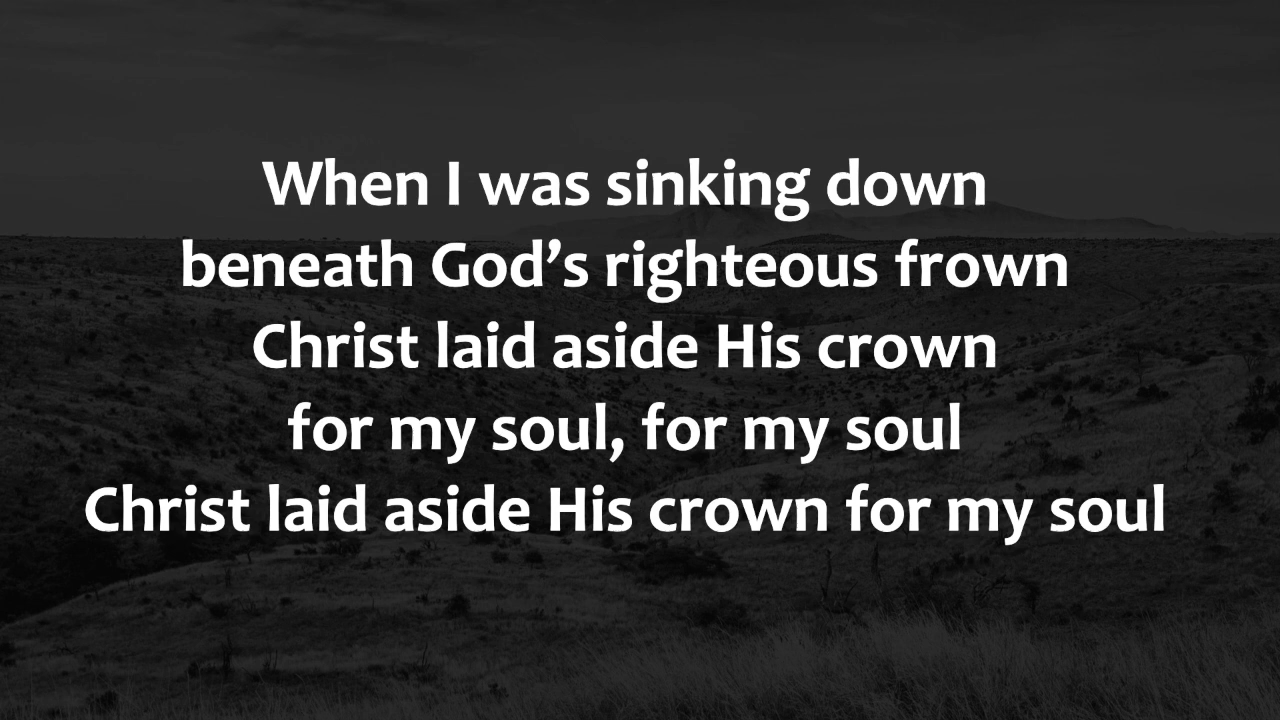 When I was sinking down
beneath God’s righteous frown
Christ laid aside His crown
for my soul, for my soul
Christ laid aside His crown for my soul